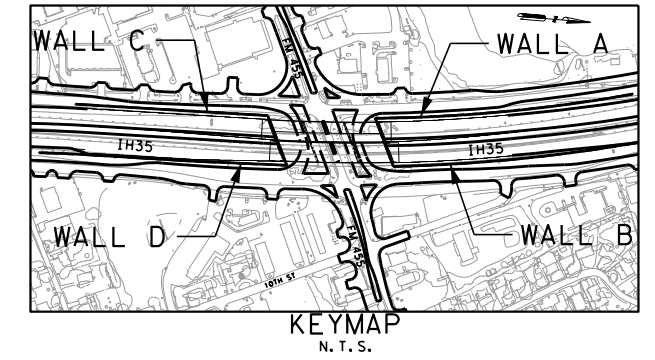 WALL C
FM 455
WALL A
IH35
IH35
WALL D
WALL B
FM 455
10TH ST
KEYMAP
N.T.S.